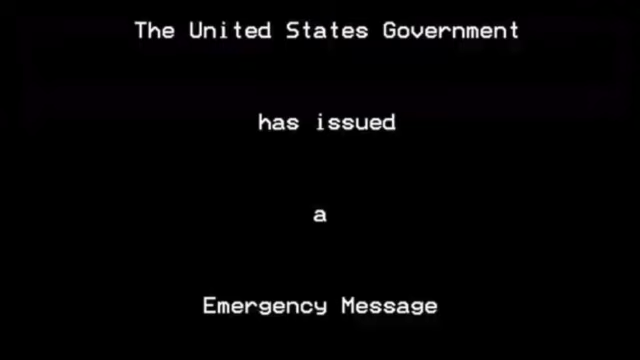 The United States Government
has issued
a
Emergency Message